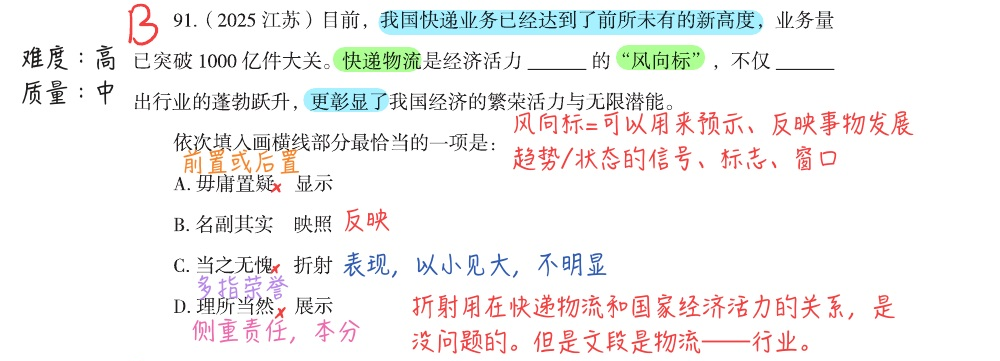 B
91.（2025 江苏）目前，我国快递业务已经达到了前所未有的新高度，业务量
难度：高
已突破 1000 亿件大关。快递物流是经济活力 ______ 的“风向标”，不仅 ______
质量：中
出行业的蓬勃跃升，更彰显了我国经济的繁荣活力与无限潜能。
风向标=可以用来预示、反映事物发展
趋势/状态的信号、标志、窗口
依次填入画横线部分最恰当的一项是：
前置或后置
A. 毋庸置疑× 显示
B. 名副其实 映照 反映
C. 当之无愧× 折射 表现，以小见大，不明显
多指荣誉
D. 理所当然× 展示
侧重责任，本分
折射用在快递物流和国家经济活力的关系，是
没问题的。但是文段是物流——行业。